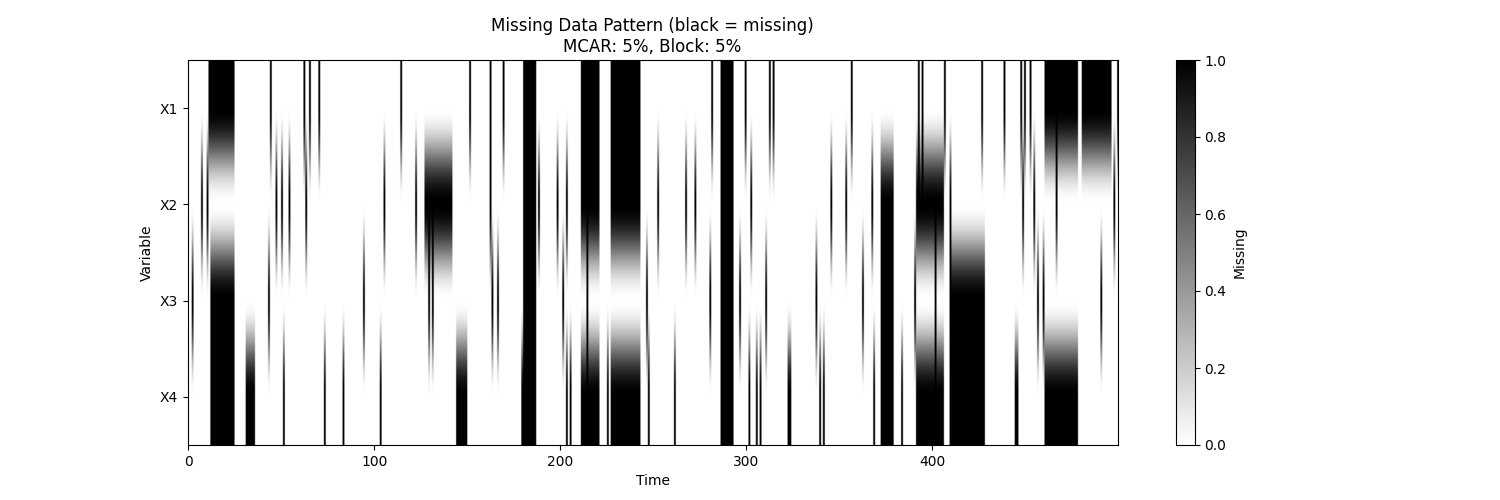 Missing Data Pattern (black = missing)
MCAR: 5%, Block: 5%
X1
X2
X3
X4
Variable
0
100
200
300
400
Time
1.0
0.8
0.6
0.4
0.2
0.0
Missing